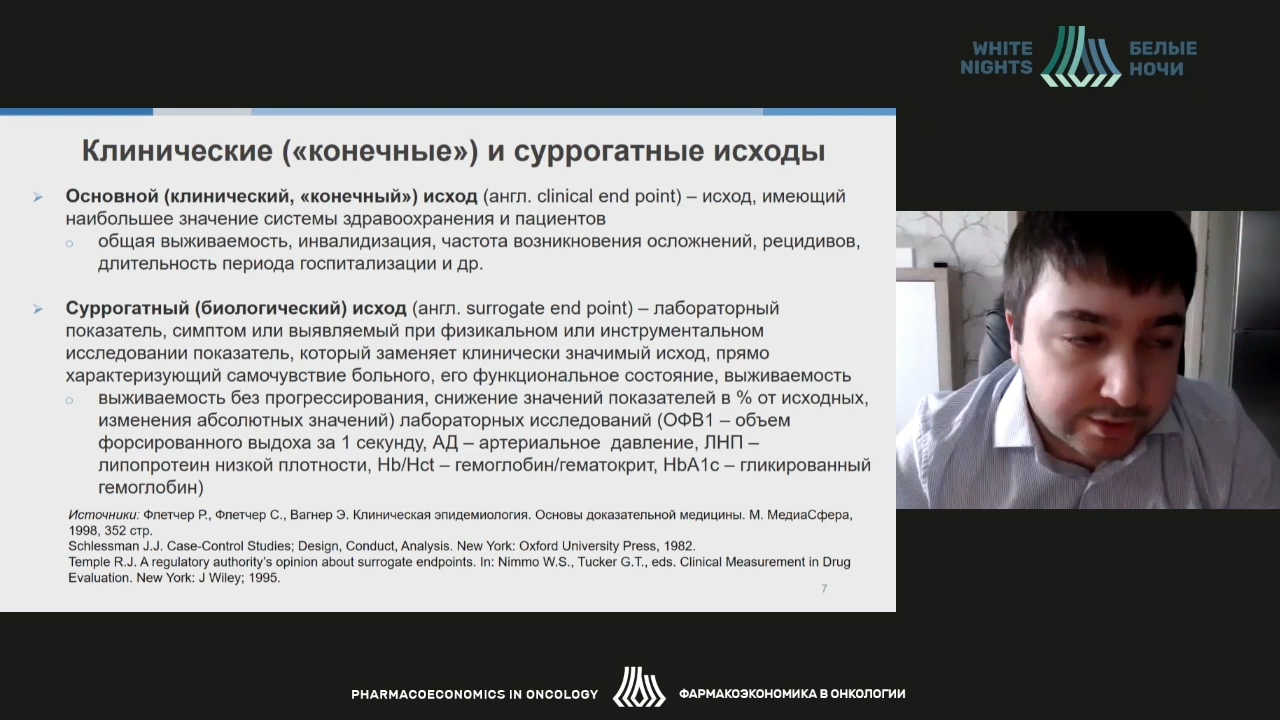 WHITE
NIGHTS
БЕЛЫЕ
НОЧИ
Клинические («конечные») и суррогатные исходы
Основной (клинический, «конечный») исход (англ. clinical end point) – исход, имеющий
наибольшее значение системы здравоохранения и пациентов
общая выживаемость, инвалидизация, частота возникновения осложнений, рецидивов,
длительность периода госпитализации и др.
Суррогатный (биологический) исход (англ. surrogate end point) – лабораторный
показатель, симптом или выявляемый при физикальном или инструментальном
исследовании показатель, который заменяет клинически значимый исход, прямо
характеризующий самочувствие больного, его функциональное состояние, выживаемость
выживаемость без прогрессирования, снижение значений показателей в % от исходных,
изменения абсолютных значений) лабораторных исследований (ОФВ1 – объем
форсированного выдоха за 1 секунду, АД – артериальное давление, ЛНП –
липопротеин низкой плотности, Hb/Hct – гемоглобин/гематокрит, HbA1c – гликированный
гемоглобин)
Источники: Флетчер Р., Флетчер С., Вагнер Э. Клиническая эпидемиология. Основы доказательной медицины. М. МедиаСфера,
1998, 352 стр.
Schlessman J.J. Case-Control Studies; Design, Conduct, Analysis. New York: Oxford University Press, 1982.
Temple R.J. A regulatory authority's opinion about surrogate endpoints. In: Nimmo W.S., Tucker G.T., eds. Clinical Measurement in Drug
Evaluation. New York: J Wiley; 1995.
7
PHARMACOECONOMICS IN ONCOLOGY
ФАРМАКОЭКОНОМИКА В ОНКОЛОГИИ